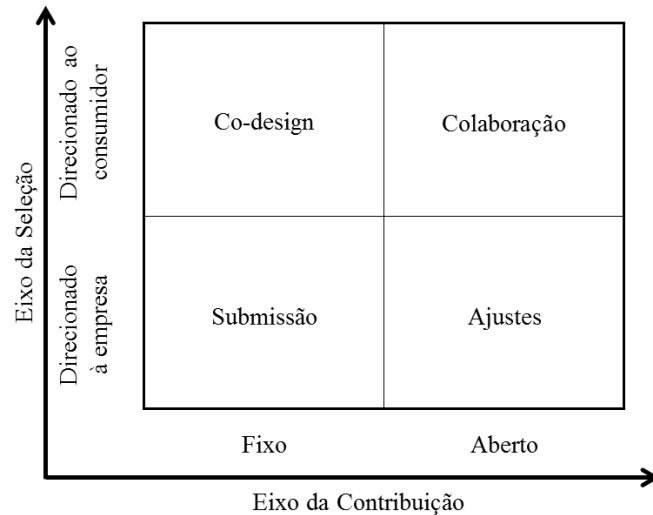 Eixo da Seleção
Direcionado ao
consumidor
Co-design
Colaboração
Direcionado
à empresa
Submissão
Ajustes
Fixo
Aberto
Eixo da Contribuição